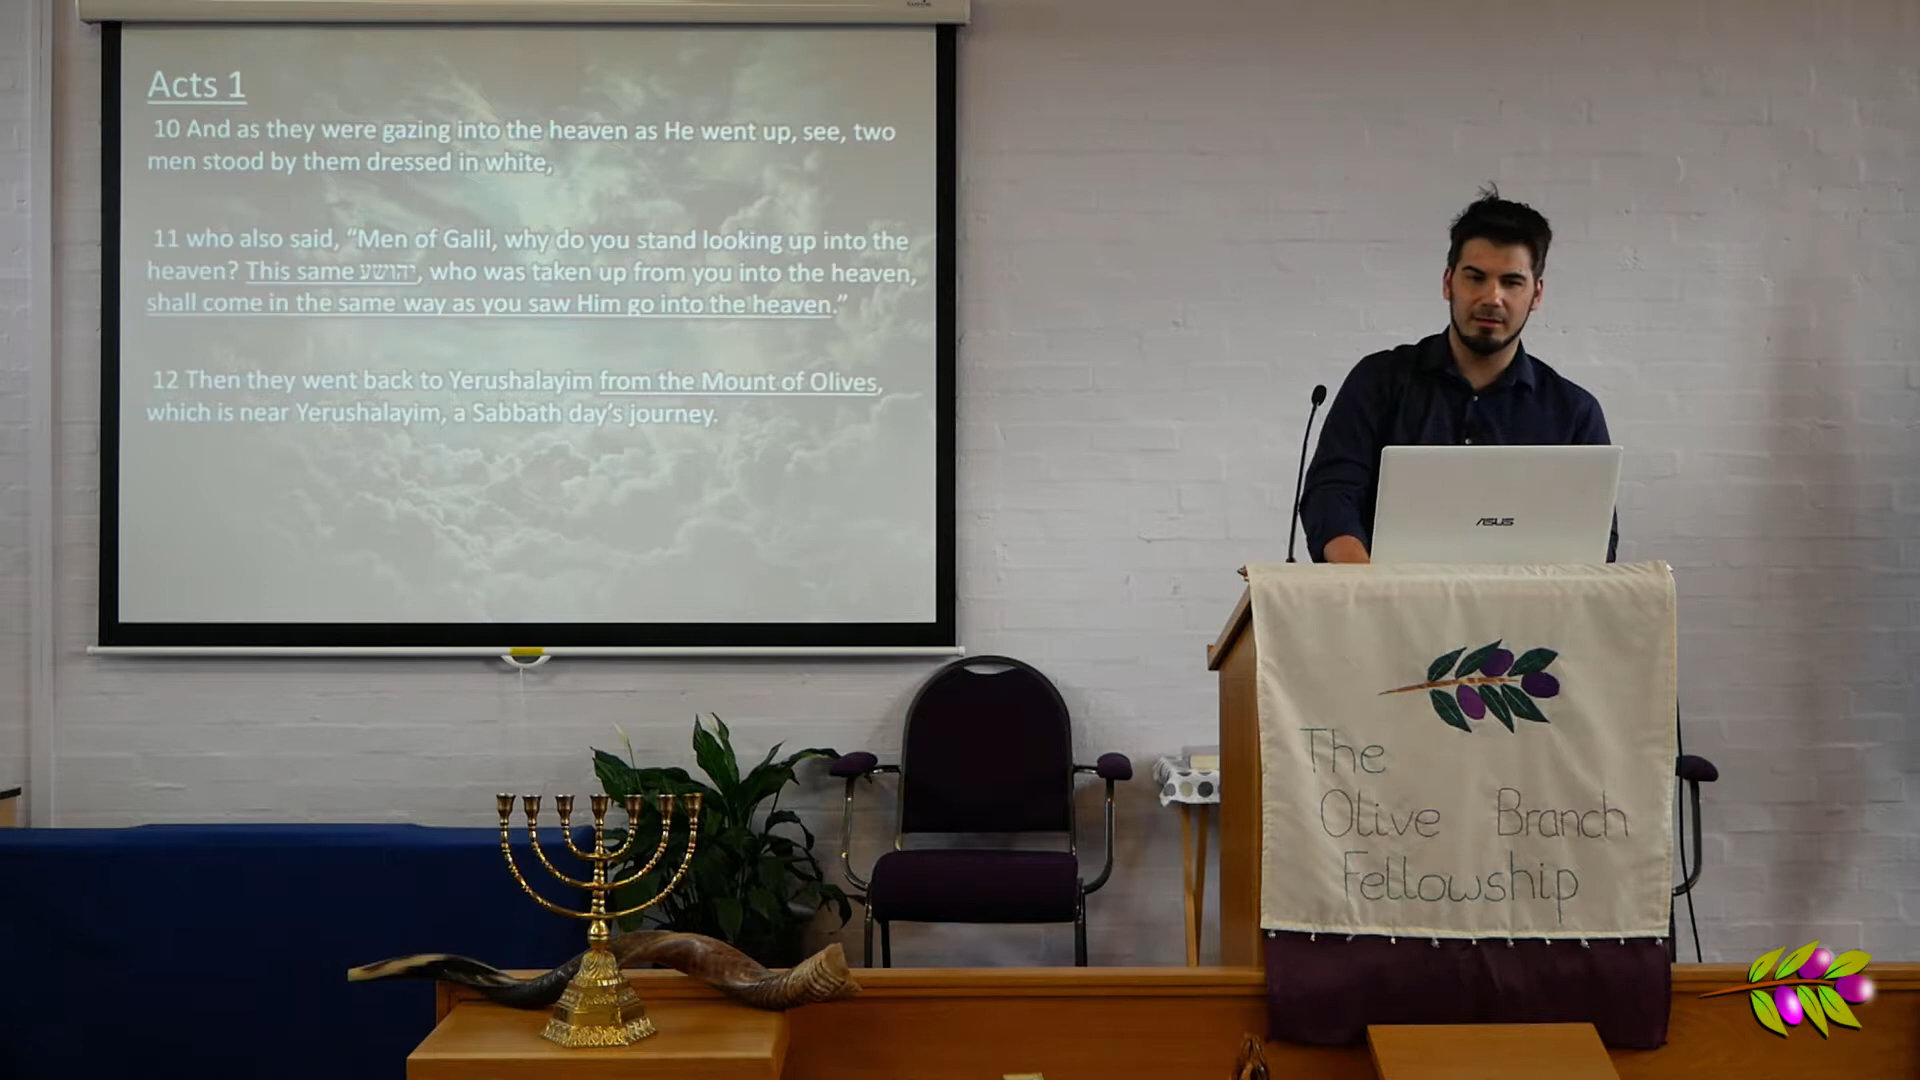 Acts 1
10 And as they were gazing into the heaven as He went up, see, two
men stood by them dressed in white,
11 who also said, “Men of Galil, why do you stand looking up into the
heaven? This same יהושע, who was taken up from you into the heaven,
shall come in the same way as you saw Him go into the heaven.”
12 Then they went back to Yerushalayim from the Mount of Olives,
which is near Yerushalayim, a Sabbath day’s journey.
ASUS
The
Olive Branch
Fellowship